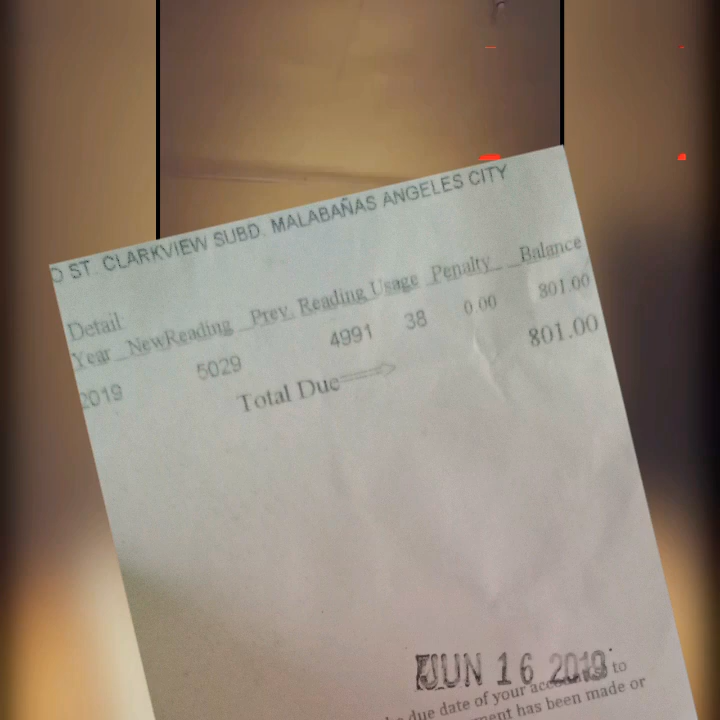 ST. CLARKVIEW SUBD. MALABAÑAS ANGELES CITY
Detail
Year NewReading Prev. Reading Usage Penalty Balance
2019 5029 4991 38 0.00 801.00
Total Due 801.00
JUN 16 2019
due date of your to
has been made or